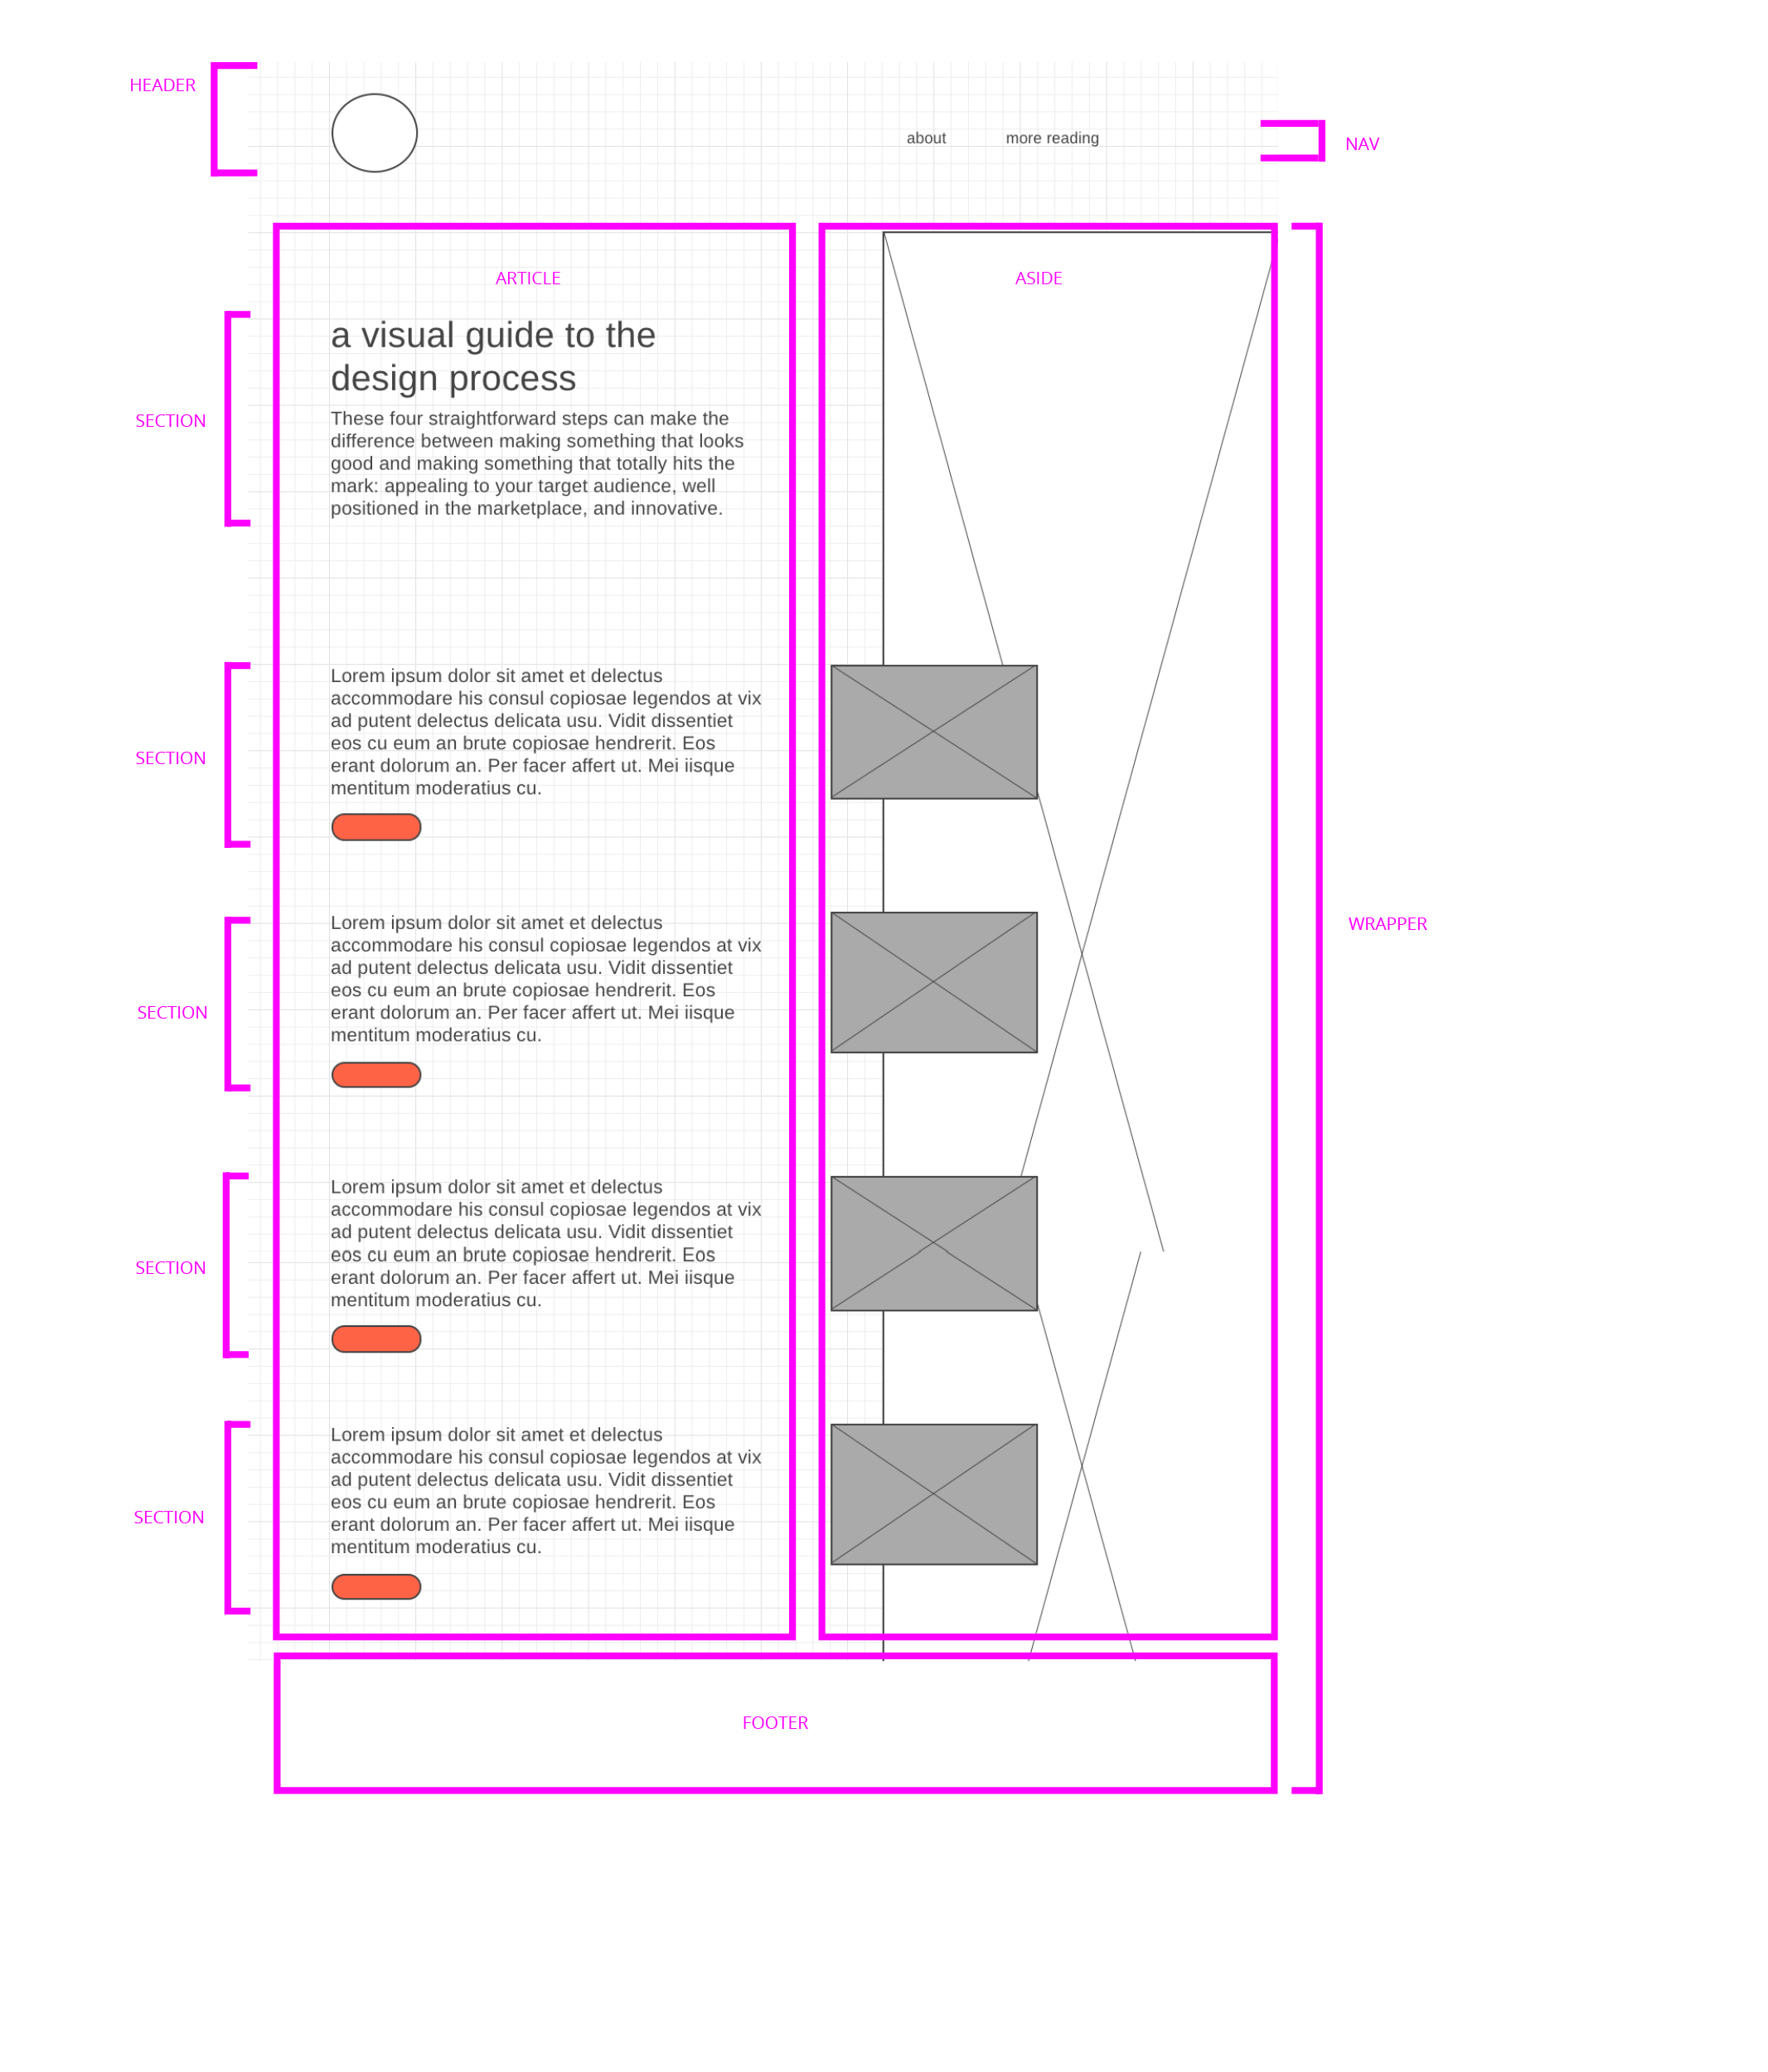 HEADER
about more reading
NAV
ARTICLE
ASIDE
a visual guide to the
design process
SECTION
These four straightforward steps can make the
difference between making something that looks
good and making something that totally hits the
mark: appealing to your target audience, well
positioned in the marketplace, and innovative.
SECTION
Lorem ipsum dolor sit amet et delectus
accommodare his consul copiosae legendos at vix
ad putent delectus delicata usu. Vidit dissentiet
eos cu eum an brute copiosae hendrerit. Eos
erant dolorum an. Per facer affert ut. Mei iisque
mentitum moderatius cu.
WRAPPER
SECTION
Lorem ipsum dolor sit amet et delectus
accommodare his consul copiosae legendos at vix
ad putent delectus delicata usu. Vidit dissentiet
eos cu eum an brute copiosae hendrerit. Eos
erant dolorum an. Per facer affert ut. Mei iisque
mentitum moderatius cu.
SECTION
Lorem ipsum dolor sit amet et delectus
accommodare his consul copiosae legendos at vix
ad putent delectus delicata usu. Vidit dissentiet
eos cu eum an brute copiosae hendrerit. Eos
erant dolorum an. Per facer affert ut. Mei iisque
mentitum moderatius cu.
SECTION
Lorem ipsum dolor sit amet et delectus
accommodare his consul copiosae legendos at vix
ad putent delectus delicata usu. Vidit dissentiet
eos cu eum an brute copiosae hendrerit. Eos
erant dolorum an. Per facer affert ut. Mei iisque
mentitum moderatius cu.
FOOTER